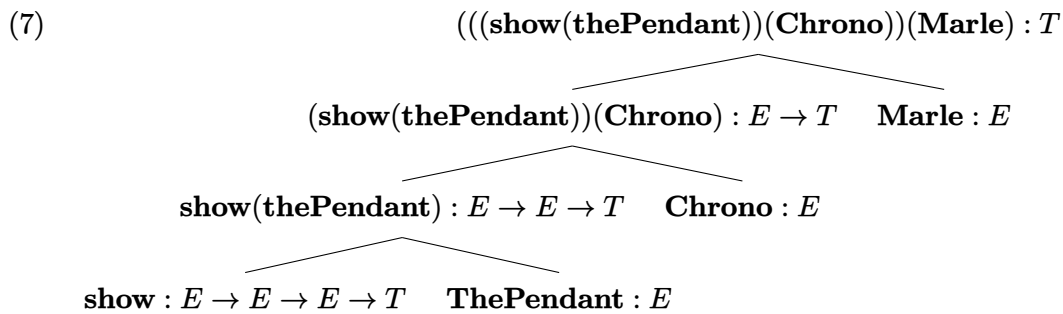 (7) (((show(thePendant))(Chrono))(Marle) : T
(show(thePendant))(Chrono) : E → T Marle : E
show(thePendant) : E → E → T Chrono : E
show : E → E → E → T ThePendant : E